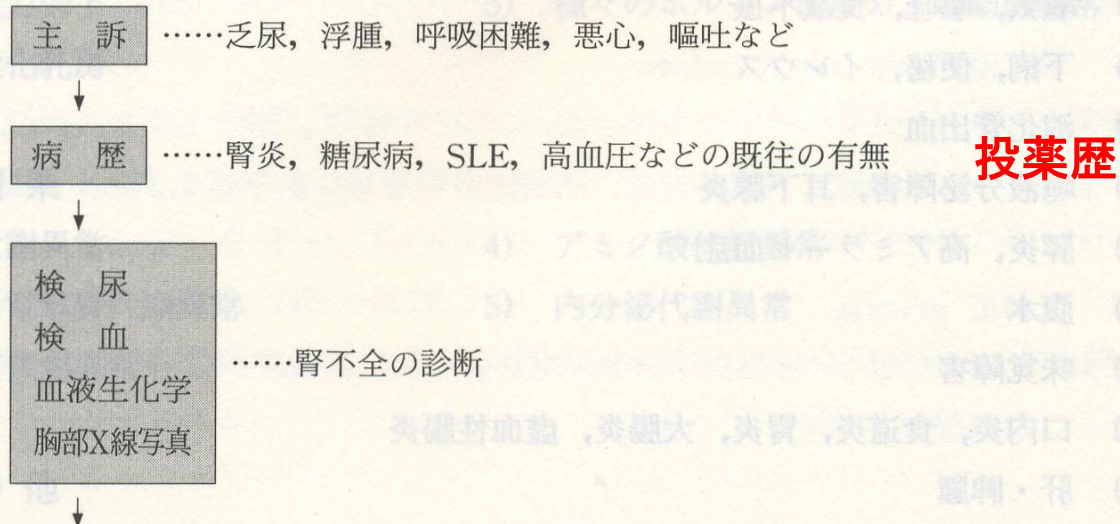 主 訴 ……乏尿，浮腫，呼吸困難，悪心，嘔吐など
病 歴 ……腎炎，糖尿病，SLE，高血圧などの既往の有無 投薬歴
検 尿
検 血
……腎不全の診断
血液生化学
胸部X線写真